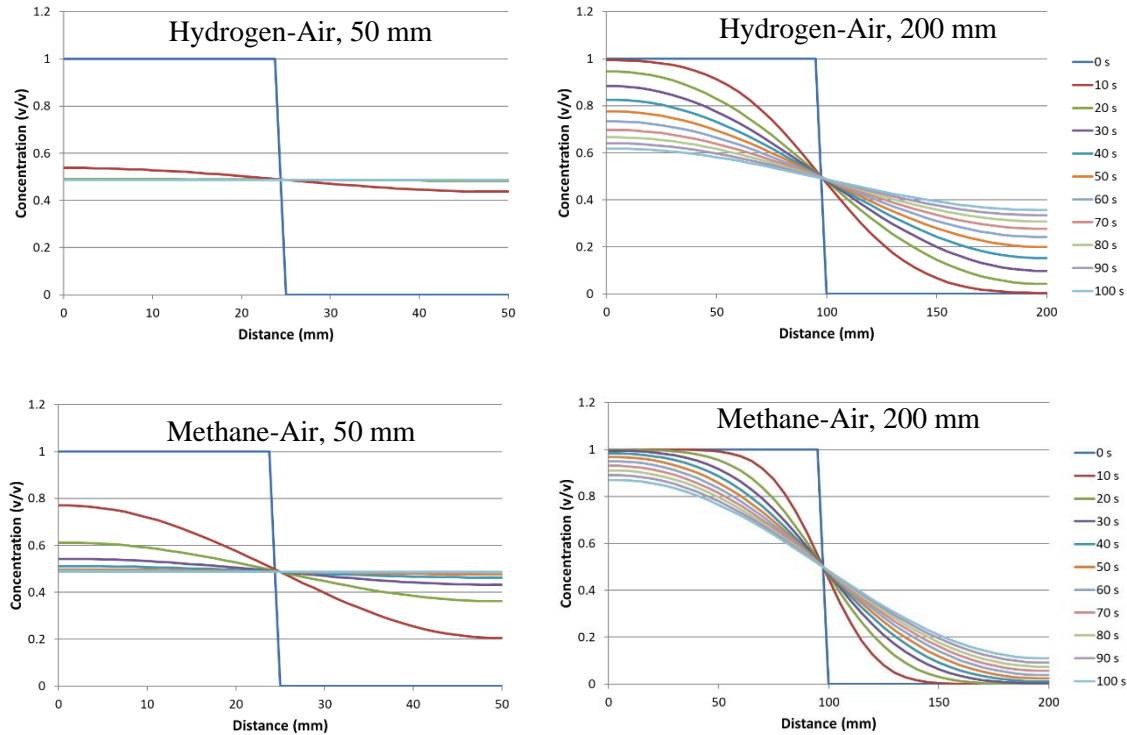 Hydrogen-Air, 50 mm
1.2
1
0.8
0.6
0.4
0.2
0
Concentration (v/v)
0 10 20 30 40 50
Distance (mm)
Hydrogen-Air, 200 mm
1.2
1
0.8
0.6
0.4
0.2
0
Concentration (v/v)
0 50 100 150 200
Distance (mm)
0 s
10 s
20 s
30 s
40 s
50 s
60 s
70 s
80 s
90 s
100 s
Methane-Air, 50 mm
1.2
1
0.8
0.6
0.4
0.2
0
Concentration (v/v)
0 10 20 30 40 50
Distance (mm)
Methane-Air, 200 mm
1.2
1
0.8
0.6
0.4
0.2
0
Concentration (v/v)
0 50 100 150 200
Distance (mm)
0 s
10 s
20 s
30 s
40 s
50 s
60 s
70 s
80 s
90 s
100 s